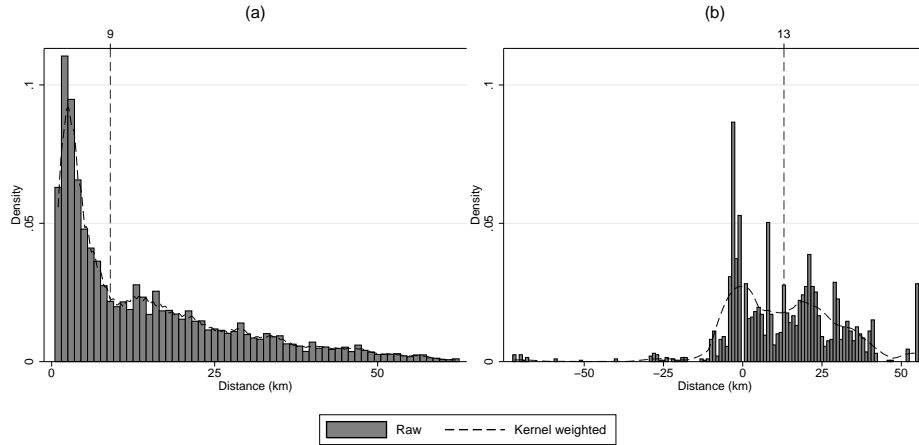 (a)
9
.1
.05
0
Density
0 25 50
Distance (km)
(b)
13
.1
.05
0
Density
−50 −25 0 25 50
Distance (km)
Raw Kernel weighted